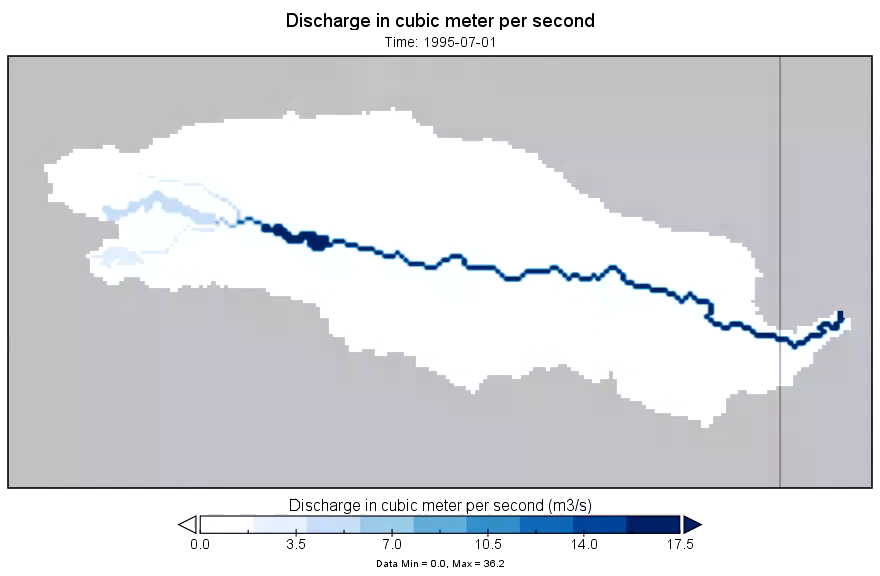 Discharge in cubic meter per second
Time: 1995-07-01
Discharge in cubic meter per second (m3/s)
0.0 3.5 7.0 10.5 14.0 17.5
Data Min = 0.0, Max = 36.2